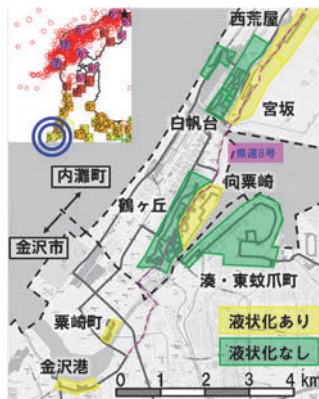 西荒屋
宮坂
白帆台
県道8号
内灘町
向粟崎
鶴ヶ丘
金沢市
湊・東蚊爪町
粟崎町
液状化あり
金沢港
液状化なし
0 1 2 3 4 km